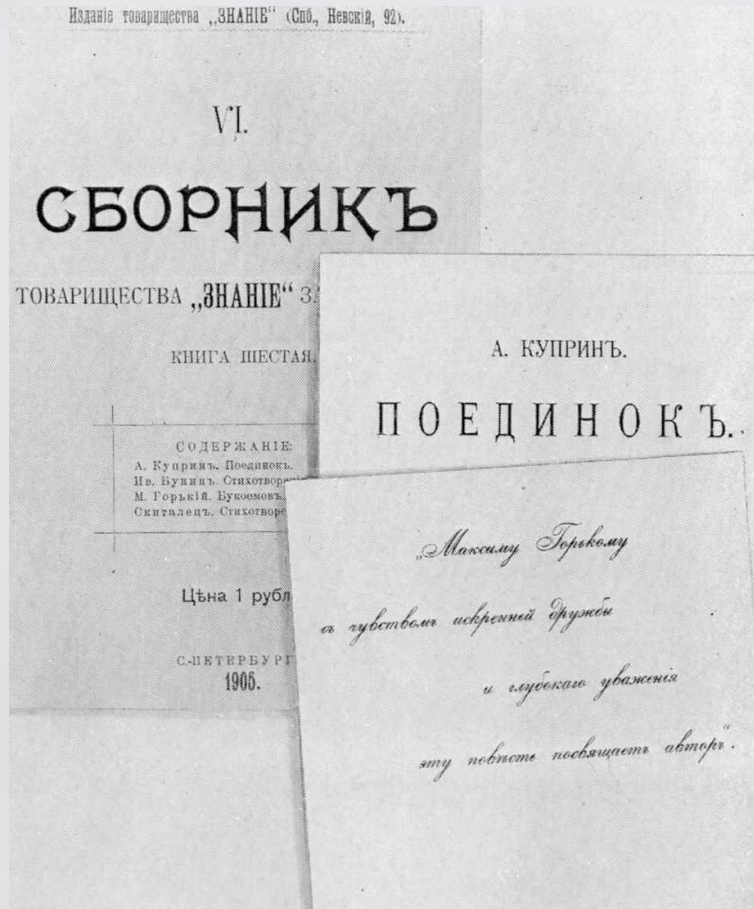 Изданіе товарищества „ЗНАНІЕ“ (Спб., Невскій, 92).
VI.
СБОРНИКЪ
ТОВАРИЩЕСТВА „ЗНАНІЕ“ ЗА
КНИГА ШЕСТАЯ.
СОДЕРЖАНІЕ:
А. Купринъ. Поединокъ.
Ив. Бунинъ. Стихотворені
М. Горькій. Букоемовъ.
Скиталецъ. Стихотворе
Цѣна 1 рубл
С.-ПЕТЕРБУРГ
1905.
А. КУПРИНЪ.
ПОЕДИНОКЪ.
„Максиму Горькому
съ чувствомъ искренней дружбы
и глубокаго уваженія
эту повѣсть посвящаетъ авторъ“.